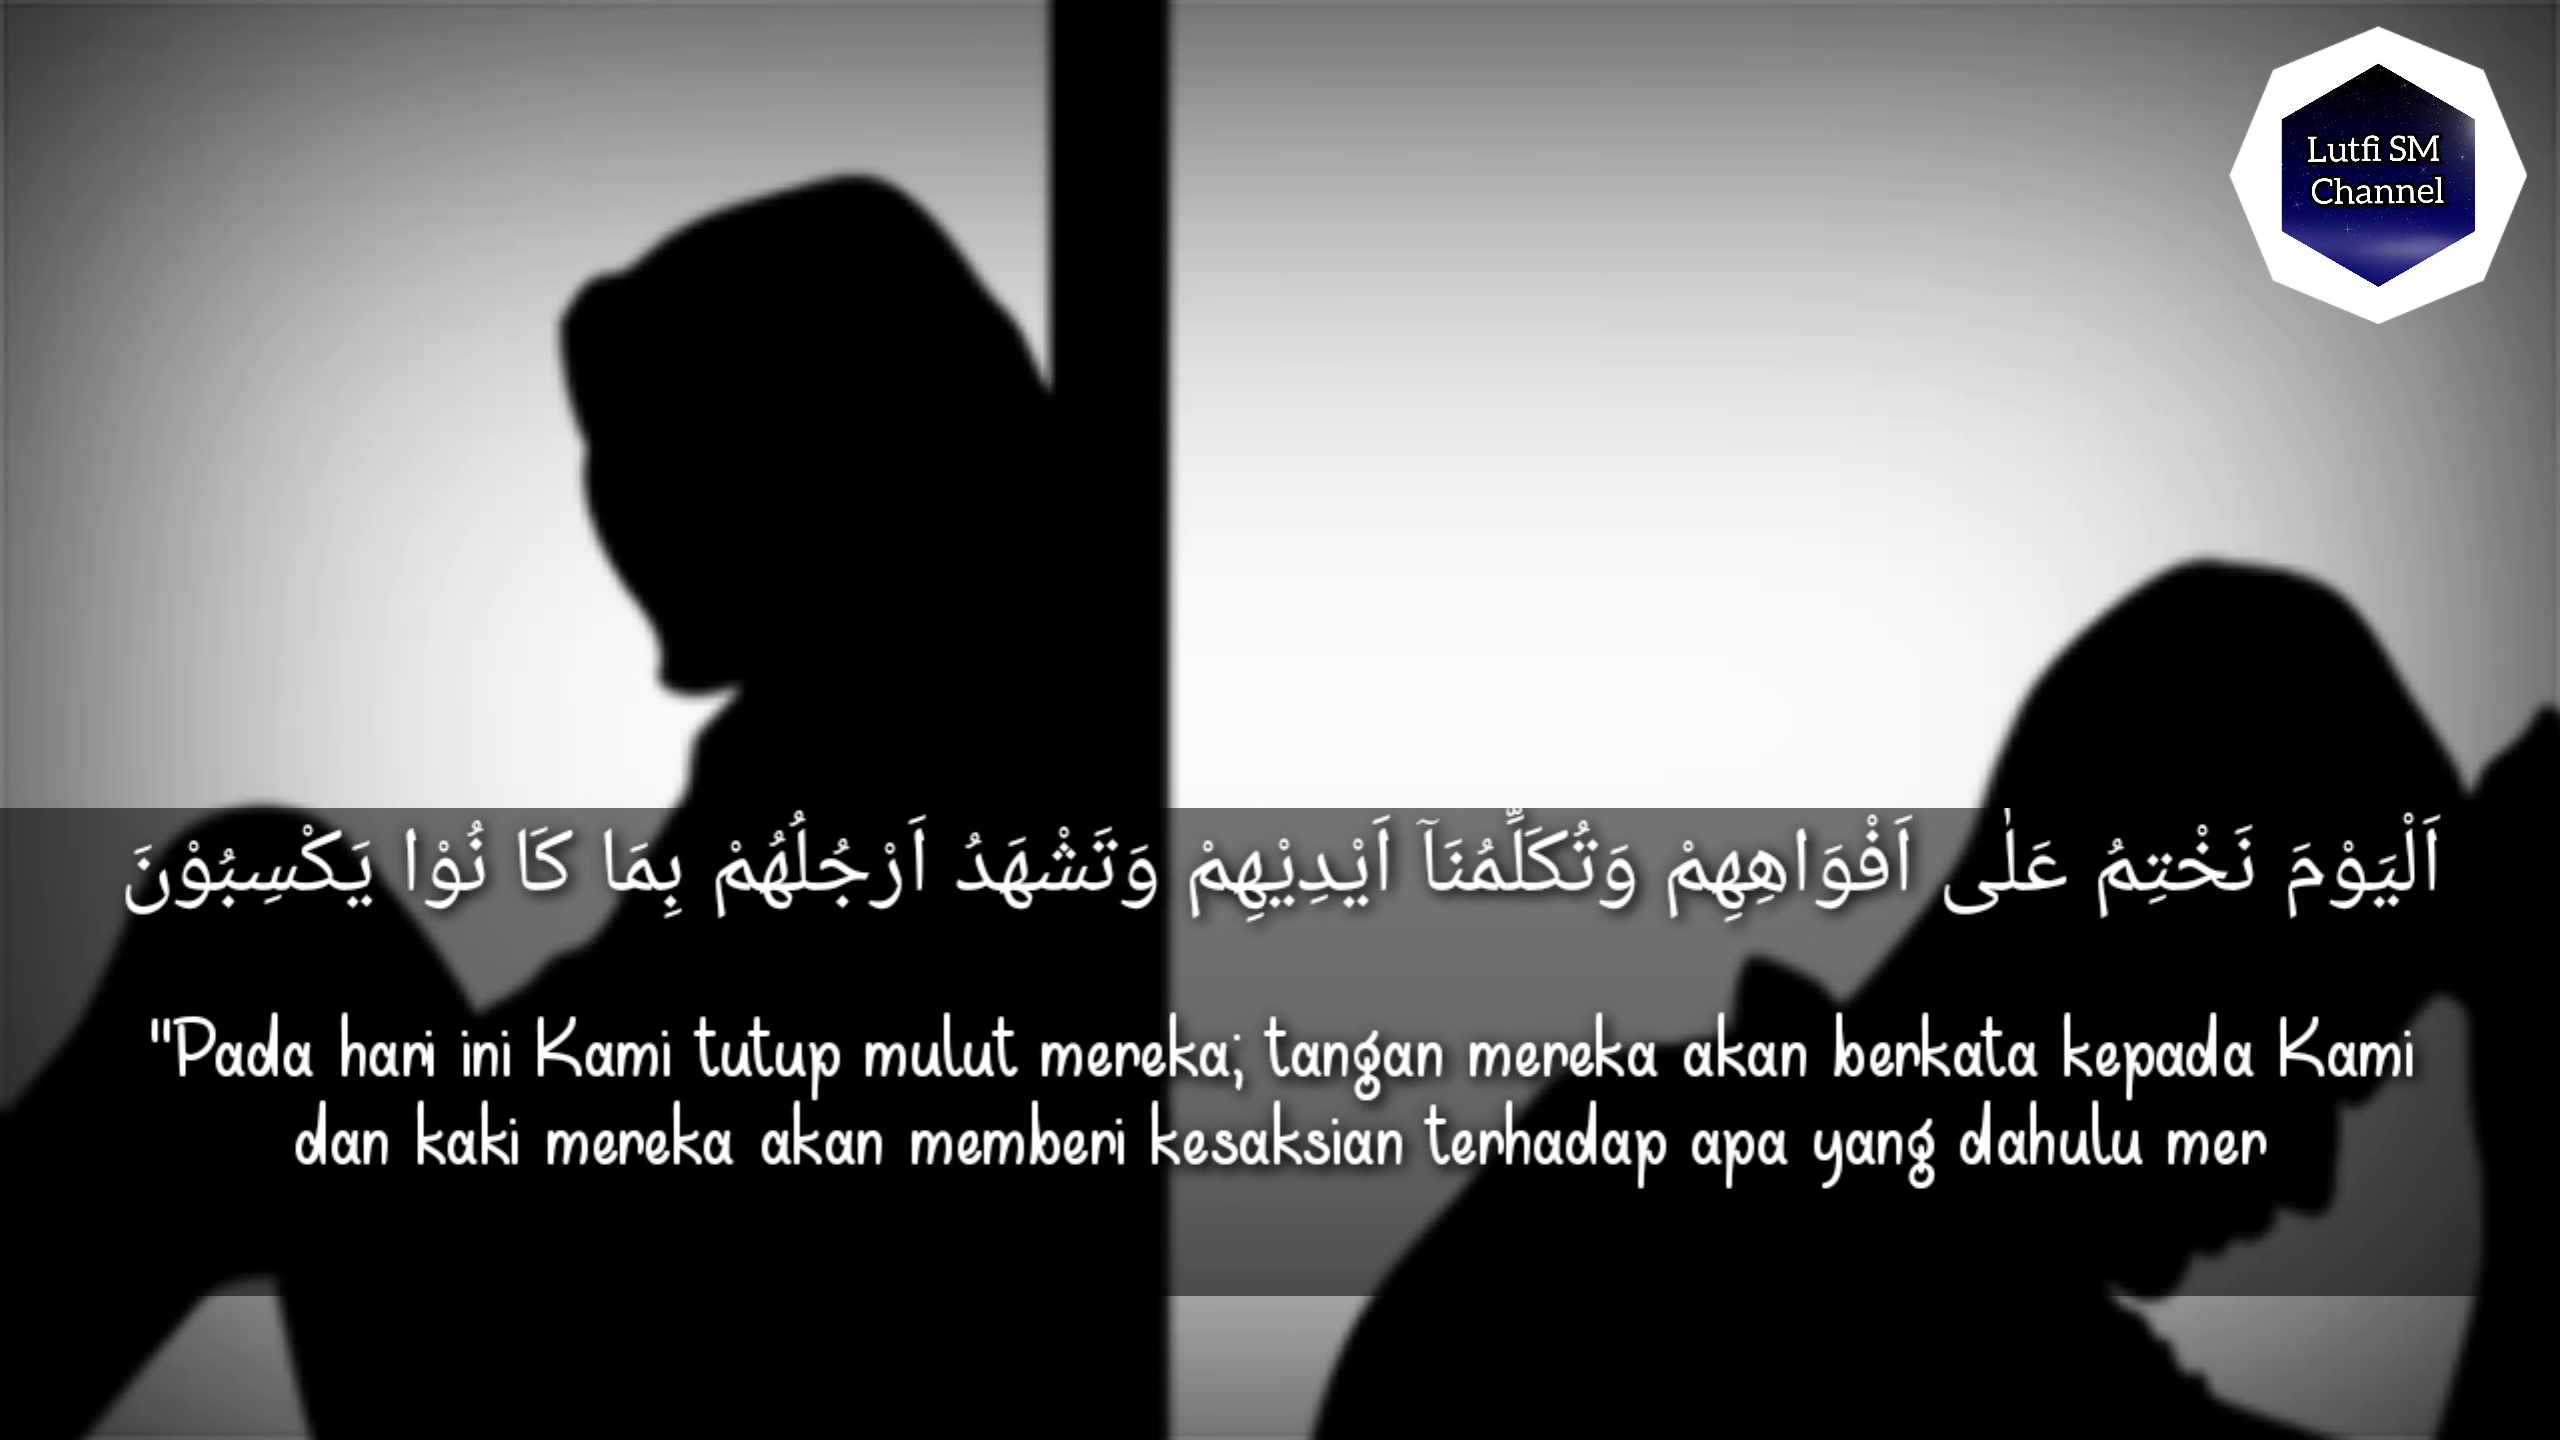 Lutfi SM
Channel
اَلْيَوْمَ نَخْتِمُ عَلٰى اَفْوَاهِهِمْ وَتُكَلِّمُنَآ اَيْدِيْهِمْ وَتَشْهَدُ اَرْجُلُهُمْ بِمَا كَا نُوْا يَكْسِبُوْنَ
"Pada hari ini Kami tutup mulut mereka; tangan mereka akan berkata kepada Kami
dan kaki mereka akan memberi kesaksian terhadap apa yang dahulu mer